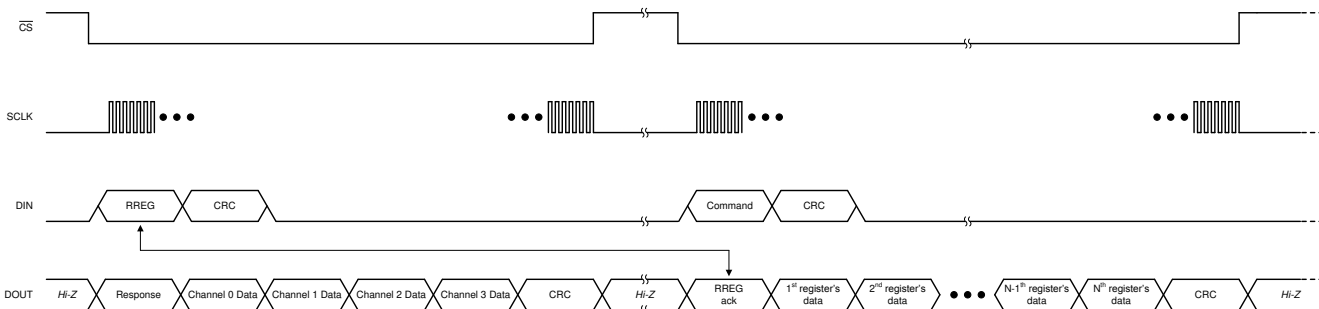 CS
SCLK
DIN
RREG
CRC
Command
CRC
DOUT
Hi-Z
Response
Channel 0 Data
Channel 1 Data
Channel 2 Data
Channel 3 Data
CRC
Hi-Z
RREG
ack
1st register's
data
2nd register's
data
N-1th register's
data
Nth register's
data
CRC
Hi-Z